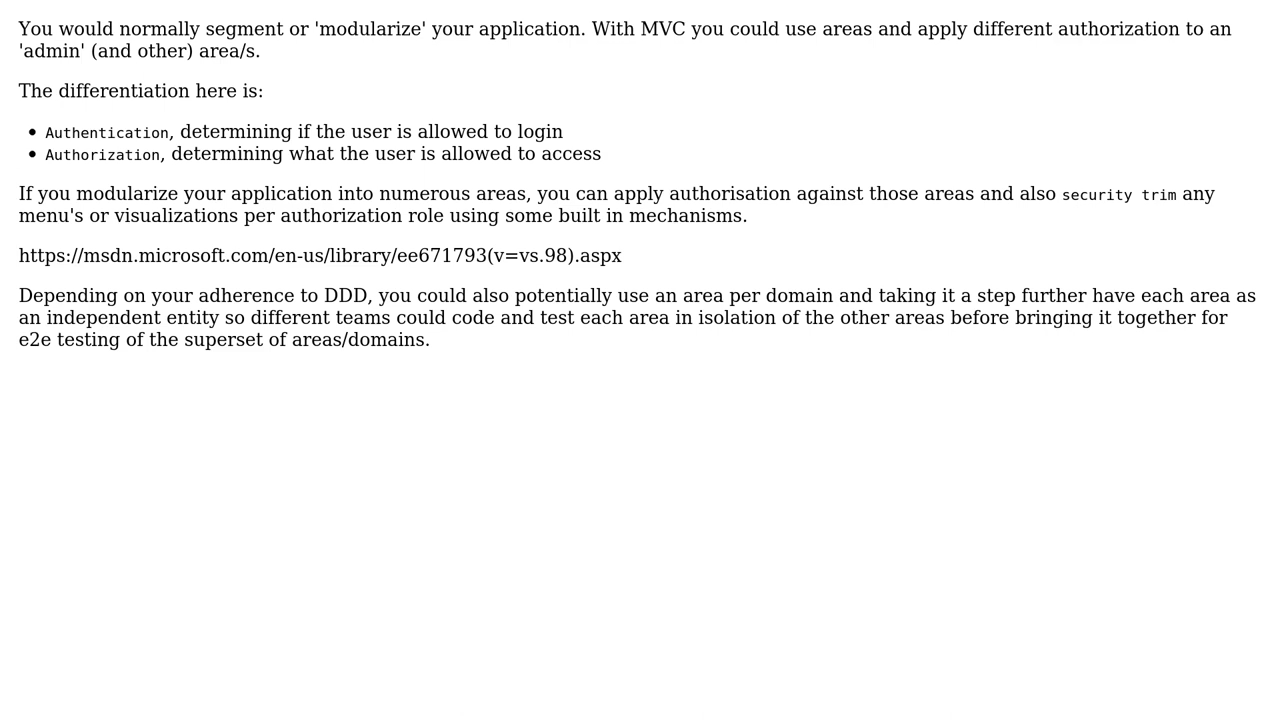 You would normally segment or 'modularize' your application. With MVC you could use areas and apply different authorization to an
'admin' (and other) area/s.
The differentiation here is:
• Authentication, determining if the user is allowed to login
• Authorization, determining what the user is allowed to access
If you modularize your application into numerous areas, you can apply authorisation against those areas and also security trim any
menu's or visualizations per authorization role using some built in mechanisms.
https://msdn.microsoft.com/en-us/library/ee671793(v=vs.98).aspx
Depending on your adherence to DDD, you could also potentially use an area per domain and taking it a step further have each area as
an independent entity so different teams could code and test each area in isolation of the other areas before bringing it together for
e2e testing of the superset of areas/domains.